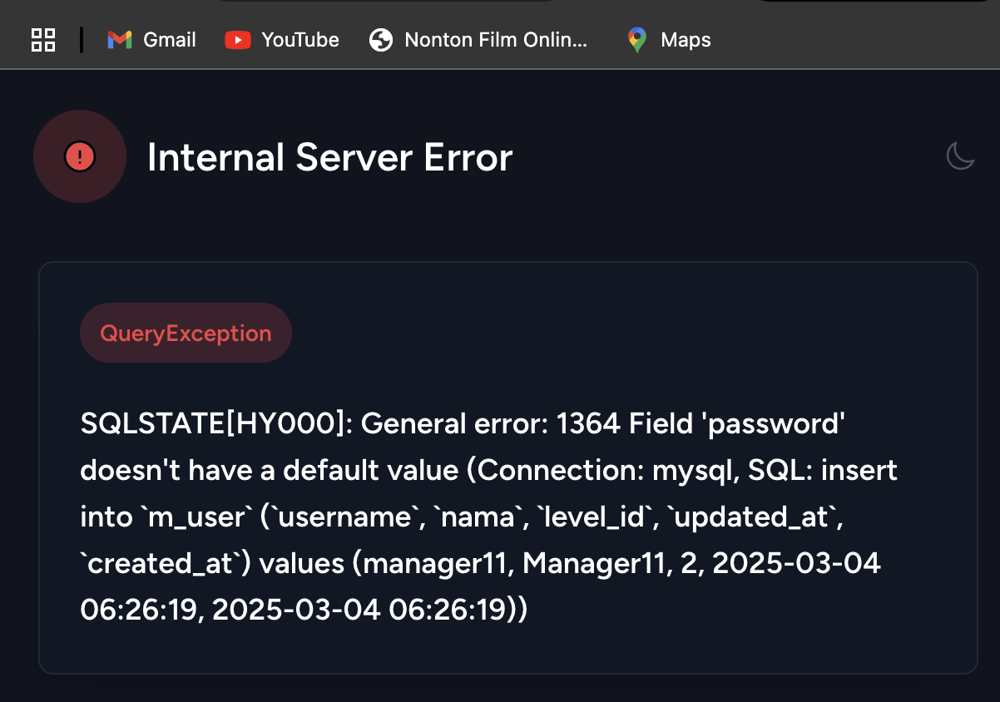 Gmail YouTube Nonton Film Onlin... Maps
Internal Server Error
QueryException
SQLSTATE[HY000]: General error: 1364 Field 'password'
doesn't have a default value (Connection: mysql, SQL: insert
into `m_user` (`username`, `nama`, `level_id`, `updated_at`,
`created_at`) values (manager11, Manager11, 2, 2025-03-04
06:26:19, 2025-03-04 06:26:19))